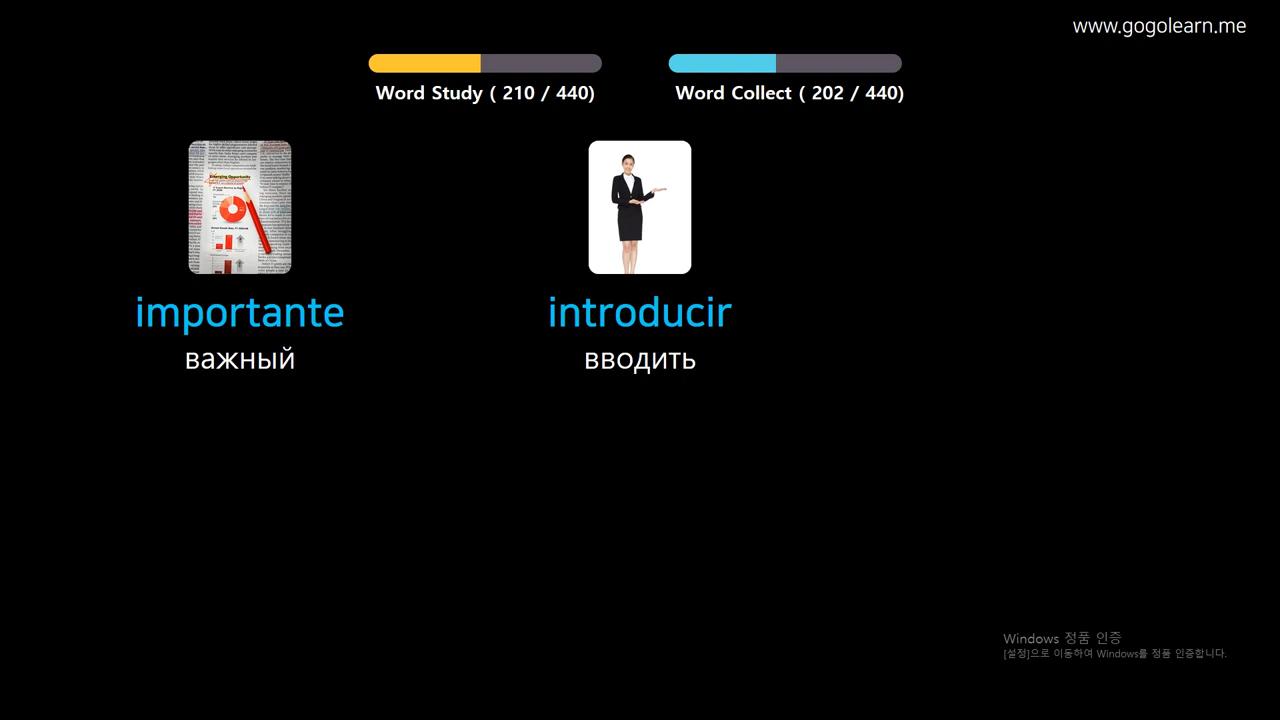 www.gogolearn.me
Word Study ( 210 / 440)
Word Collect ( 202 / 440)
Emerging Opportunity
importante
introducir
важный
вводить
Windows 정품 인증
[설정]으로 이동하여 Windows를 정품 인증합니다.